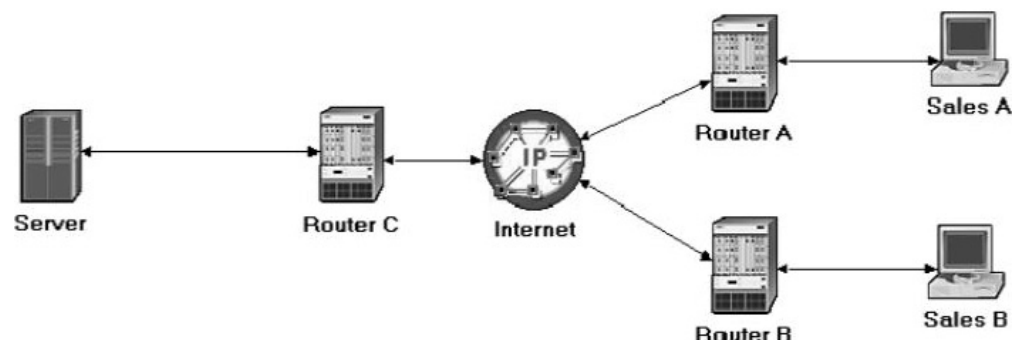 Server
Router C
IP
Internet
Router A
Sales A
Router B
Sales B